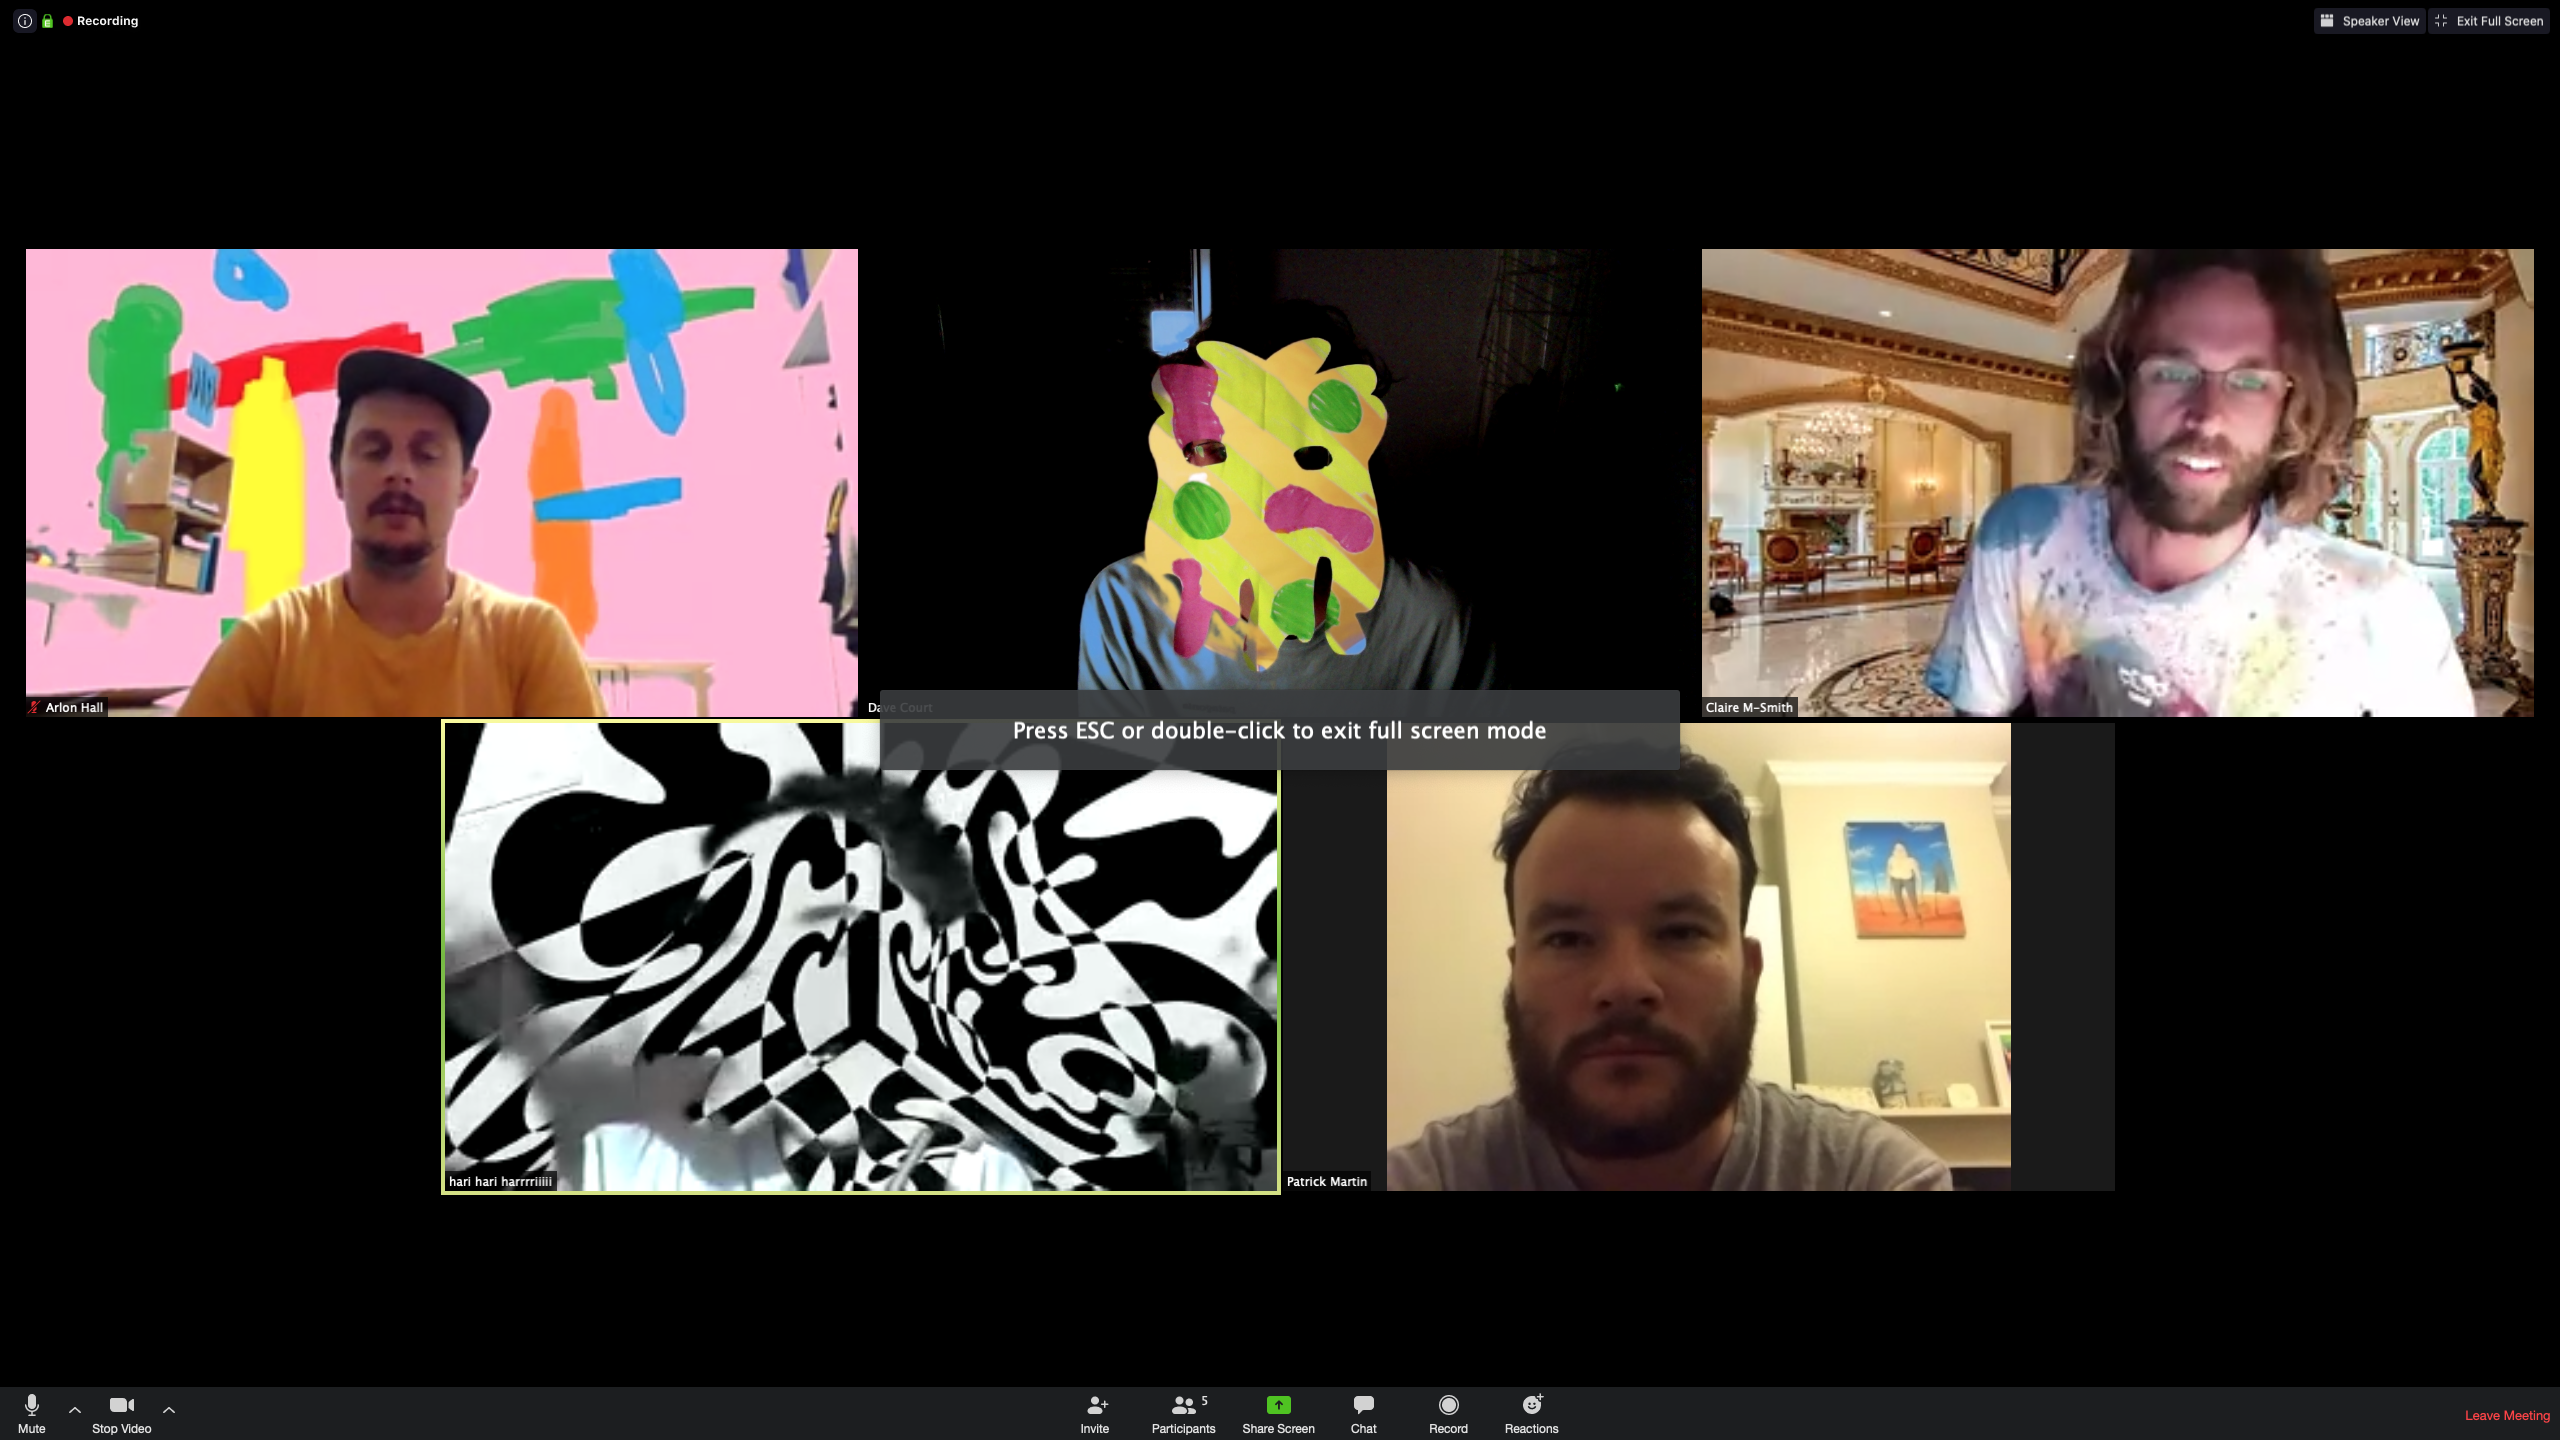 Recording
Speaker View
Exit Full Screen
Arlon Hall
Dave Court
Claire M-Smith
Press ESC or double-click to exit full screen mode
hari hari harrrriiiii
Patrick Martin
Mute
Stop Video
Invite
Participants 5
Share Screen
Chat
Record
Reactions
Leave Meeting